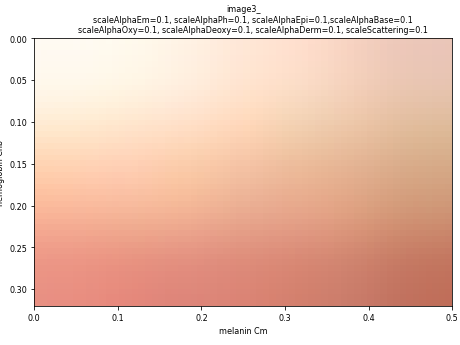 image3_
scaleAlphaEm=0.1, scaleAlphaPh=0.1, scaleAlphaEpi=0.1,scaleAlphaBase=0.1
scaleAlphaOxy=0.1, scaleAlphaDeoxy=0.1, scaleAlphaDerm=0.1, scaleScattering=0.1
0.00
0.05
0.10
0.15
0.20
0.25
0.30
0.0 0.1 0.2 0.3 0.4 0.5
melanin Cm